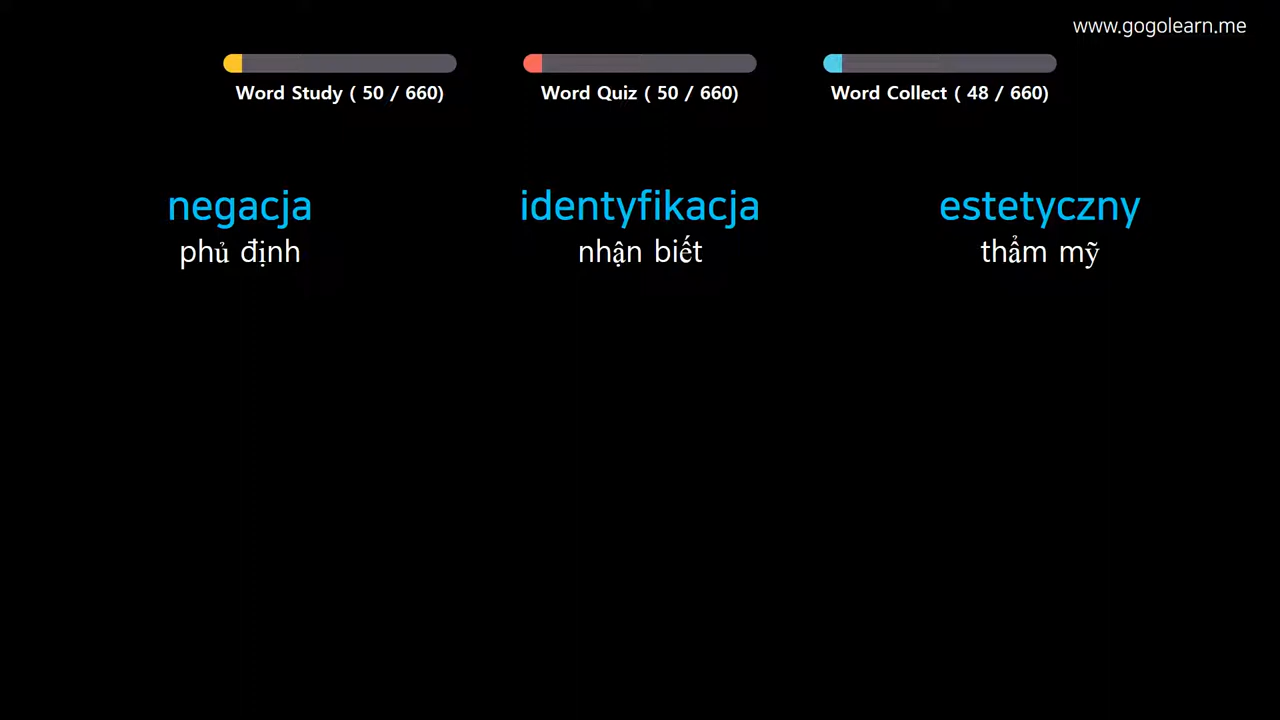 www.gogolearn.me
Word Study ( 50 / 660)
Word Quiz ( 50 / 660)
Word Collect ( 48 / 660)
negacja
phủ định
identyfikacja
nhận biết
estetyczny
thẩm mỹ